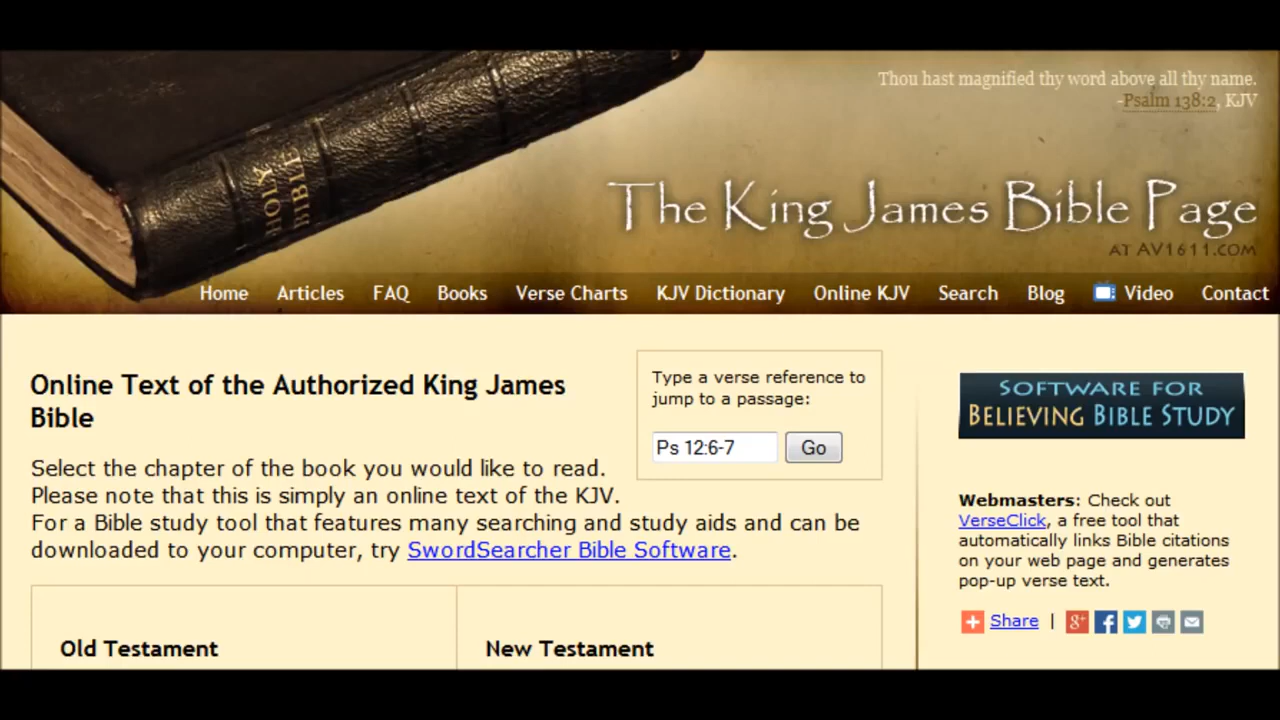 Thou hast magnified thy word above all thy name.
-Psalm 138:2, KJV
HOLY
BIBLE
The King James Bible Page
AT AV1611.COM
Home Articles FAQ Books Verse Charts KJV Dictionary Online KJV Search Blog Video Contact
Online Text of the Authorized King James
Bible
Type a verse reference to
jump to a passage:
Ps 12:6-7 Go
Select the chapter of the book you would like to read.
Please note that this is simply an online text of the KJV.
For a Bible study tool that features many searching and study aids and can be
downloaded to your computer, try SwordSearcher Bible Software.
Old Testament
New Testament
SOFTWARE FOR
BELIEVING BIBLE STUDY
Webmasters: Check out
VerseClick, a free tool that
automatically links Bible citations
on your web page and generates
pop-up verse text.
Share |